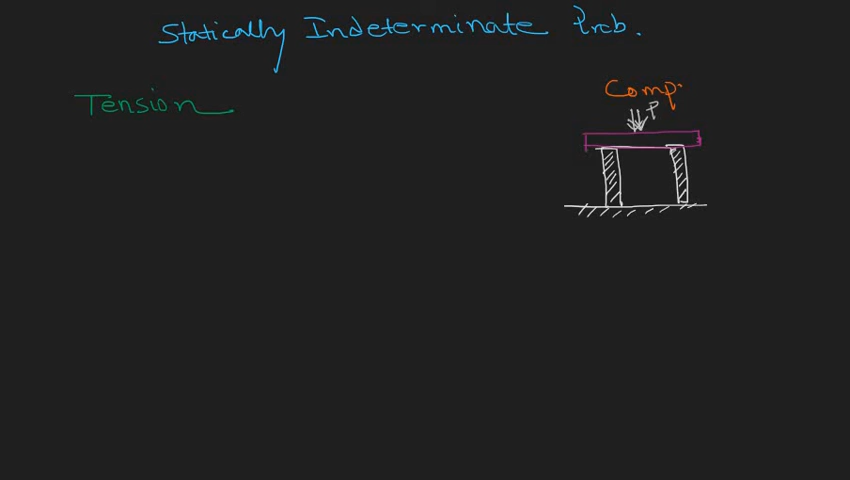 Statically Indeterminate Prob.
Tension
Comp.
P